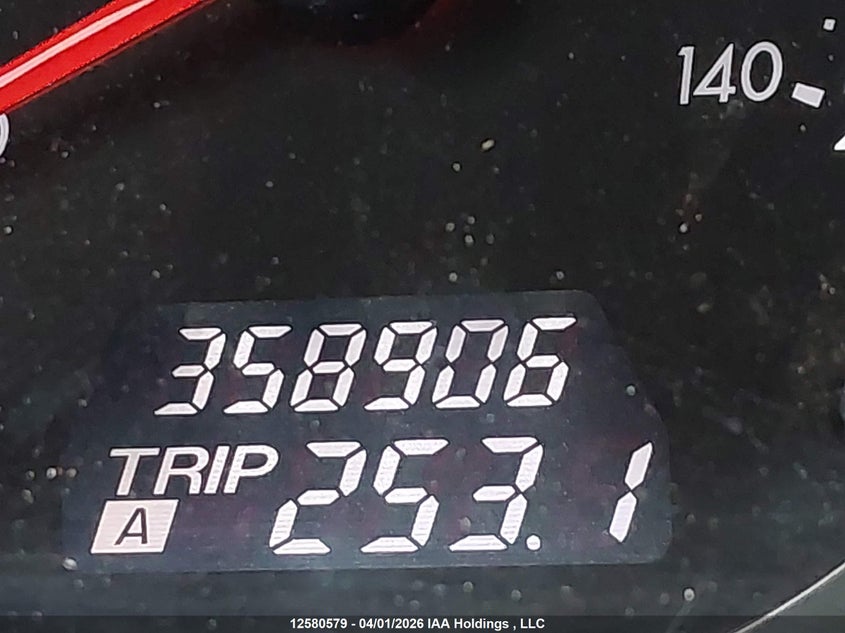 140
358906
TRIP 253.1
A
12580579 - 04/01/2026 IAA Holdings , LLC